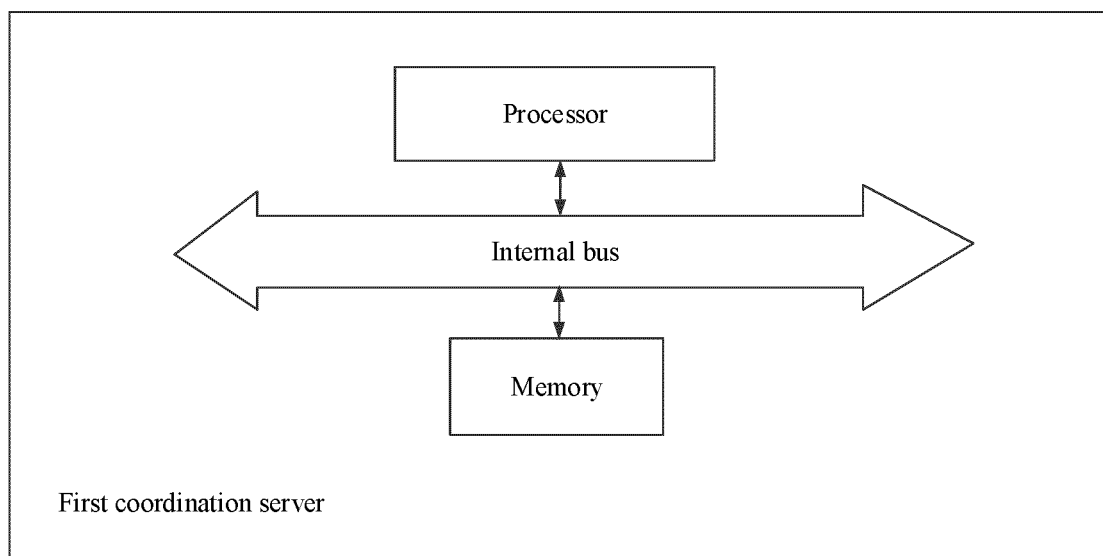 Processor
Internal bus
Memory
First coordination server